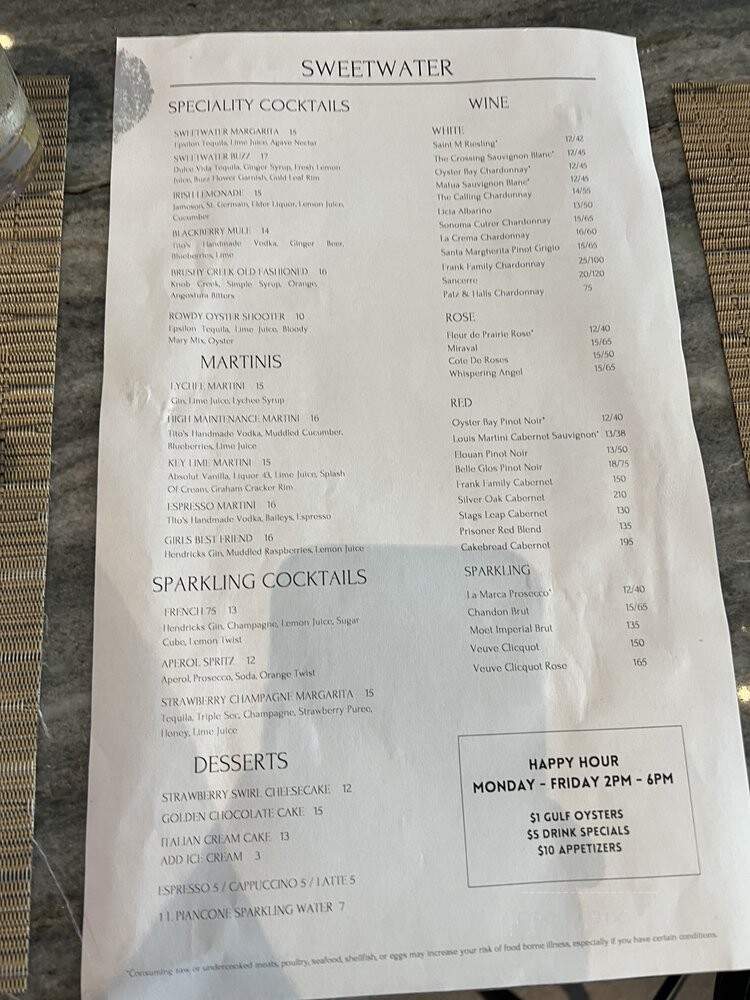 SWEETWATER
SPECIALITY COCKTAILS
SWEETWATER MARGARITA 15
Epsilon Tequila, Lime Juice, Agave Nectar
SWEETWATER BUZZ 17
Dulce Vida Tequila, Ginger Syrup, Fresh Lemon
Juice, Buzz Flower Garnish, Gold Leaf Rim
IRISH LEMONADE 15
Jameson, St. Germain, Elder Liquor, Lemon Juice,
Cucumber
BLACKBERRY MULE 14
Tito's Handmade Vodka, Ginger Beer,
Blueberries, Lime
BRUSHY CREEK OLD FASHIONED 16
Knob Creek, Simple Syrup, Orange,
Angostura Bitters
ROWDY OYSTER SHOOTER 10
Epsilon Tequila, Lime Juice, Bloody
Mary Mix, Oyster
MARTINIS
LYCHEE MARTINI 15
Gin, Lime Juice, Lychee Syrup
HIGH MAINTENANCE MARTINI 16
Tito's Handmade Vodka, Muddled Cucumber,
Blueberries, Lime Juice
KEY LIME MARTINI 15
Absolut Vanilla, Liquor 43, Lime Juice, Splash
Of Cream, Graham Cracker Rim
ESPRESSO MARTINI 16
Tito's Handmade Vodka, Baileys, Espresso
GIRLS BEST FRIEND 16
Hendricks Gin, Muddled Raspberries, Lemon Juice
SPARKLING COCKTAILS
FRENCH 75 13
Hendricks Gin, Champagne, Lemon Juice, Sugar
Cube, Lemon Twist
APEROL SPRITZ 12
Aperol, Prosecco, Soda, Orange Twist
STRAWBERRY CHAMPAGNE MARGARITA 15
Tequila, Triple Sec, Champagne, Strawberry Puree,
Honey, Lime Juice
DESSERTS
STRAWBERRY SWIRL CHEESECAKE 12
GOLDEN CHOCOLATE CAKE 15
ITALIAN CREAM CAKE 13
ADD ICE CREAM 3
ESPRESSO 5 / CAPPUCCINO 5 / LATTE 5
1 L PIANCONE SPARKLING WATER 7
WINE
WHITE
Saint M Riesling* 12/42
The Crossing Sauvignon Blanc* 12/45
Oyster Bay Chardonnay* 12/45
Matua Sauvignon Blanc* 12/45
The Calling Chardonnay 14/55
Licia Albarino 13/50
Sonoma Cutrer Chardonnay 15/65
La Crema Chardonnay 16/60
Santa Margherita Pinot Grigio 15/65
Frank Family Chardonnay 25/100
Sancerre 20/120
Patz & Halls Chardonnay 75
ROSE
Fleur de Prairie Rose* 12/40
Miraval 15/65
Cote De Roses 15/50
Whispering Angel 15/65
RED
Oyster Bay Pinot Noir* 12/40
Louis Martini Cabernet Sauvignon* 13/38
Elouan Pinot Noir 13/50
Belle Glos Pinot Noir 18/75
Frank Family Cabernet 150
Silver Oak Cabernet 210
Stags Leap Cabernet 130
Prisoner Red Blend 135
Cakebread Cabernet 195
SPARKLING
La Marca Prosecco* 12/40
Chandon Brut 15/65
Moet Imperial Brut 135
Veuve Clicquot 150
Veuve Clicquot Rose 165
HAPPY HOUR
MONDAY - FRIDAY 2PM - 6PM
$1 GULF OYSTERS
$5 DRINK SPECIALS
$10 APPETIZERS
*Consuming raw or undercooked meats, poultry, seafood, shellfish, or eggs may increase your risk of food borne illness, especially if you have certain conditions.